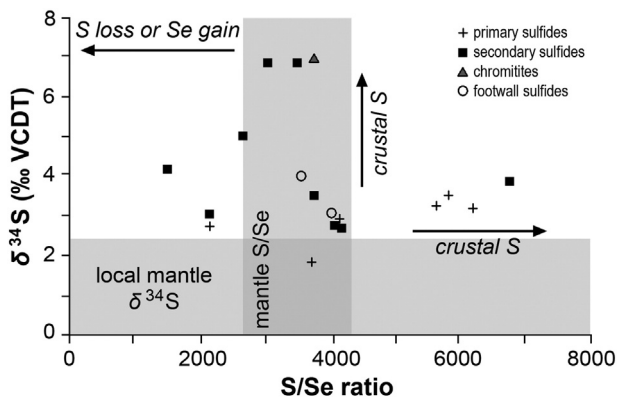 8
6
4
2
0
δ³⁴S (‰ VCDT)
S loss or Se gain
+ primary sulfides
■ secondary sulfides
▲ chromitites
○ footwall sulfides
crustal S
crustal S
mantle S/Se
local mantle
δ³⁴S
0 2000 4000 6000 8000
S/Se ratio